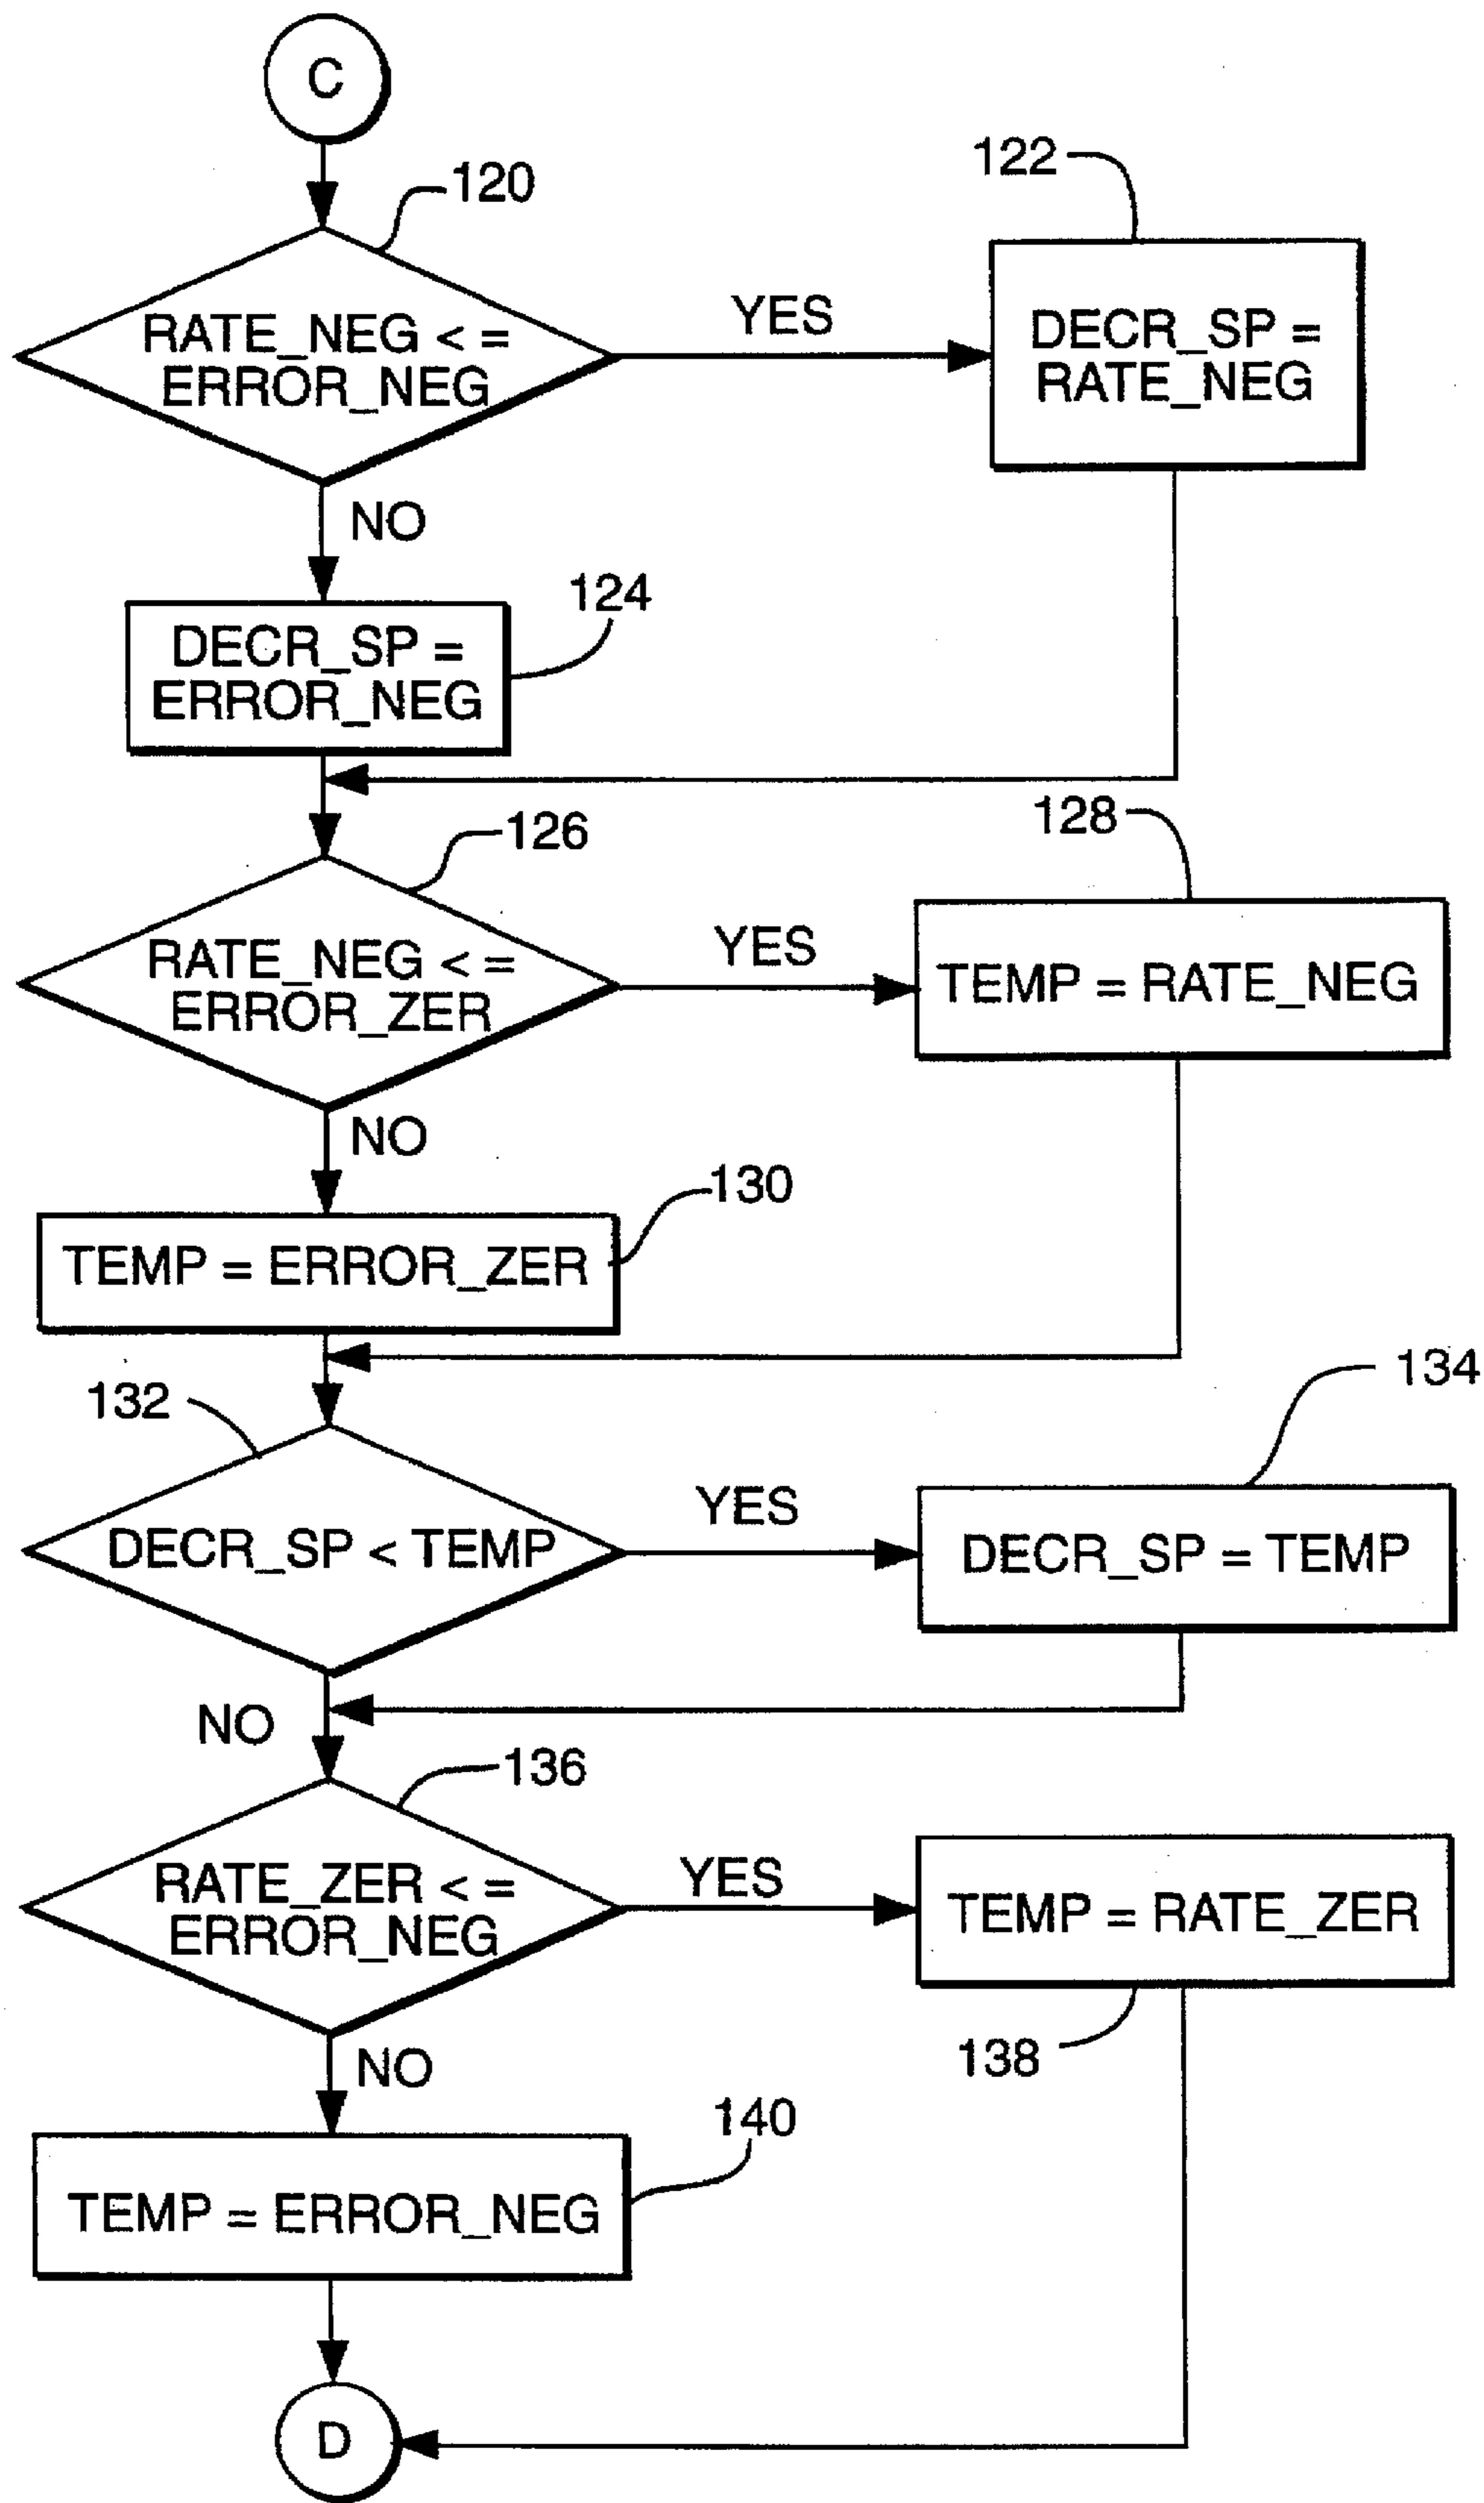 C
120
122
RATE_NEG < =
ERROR_NEG
YES
DECR_SP =
RATE_NEG
NO
124
DECR_SP =
ERROR_NEG
126
128
RATE_NEG < =
ERROR_ZER
YES
TEMP = RATE_NEG
NO
130
TEMP = ERROR_ZER
132
134
DECR_SP < TEMP
YES
DECR_SP = TEMP
NO
136
RATE_ZER < =
ERROR_NEG
YES
TEMP = RATE_ZER
138
NO
140
TEMP = ERROR_NEG
D